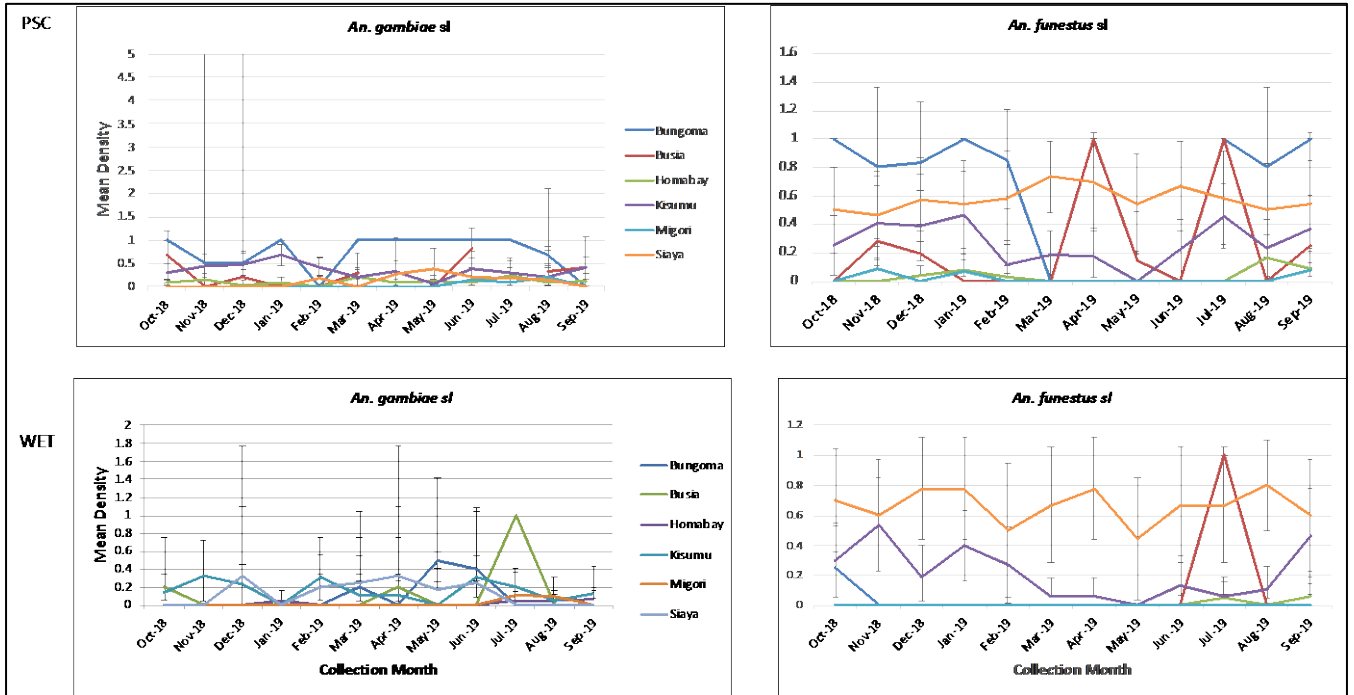 PSC
An. gambiae sl
Mean Density
5
4.5
4
3.5
3
2.5
2
1.5
1
0.5
0
Oct-18
Nov-18
Dec-18
Jan-19
Feb-19
Mar-19
Apr-19
May-19
Jun-19
Jul-19
Aug-19
Sep-19
Bungoma
Busia
Homabay
Kisumu
Migori
Siaya
An. funestus sl
1.6
1.4
1.2
1
0.8
0.6
0.4
0.2
0
Oct-18
Nov-18
Dec-18
Jan-19
Feb-19
Mar-19
Apr-19
May-19
Jun-19
Jul-19
Aug-19
Sep-19
WET
An. gambiae sl
Mean Density
2
1.8
1.6
1.4
1.2
1
0.8
0.6
0.4
0.2
0
Oct-18
Nov-18
Dec-18
Jan-19
Feb-19
Mar-19
Apr-19
May-19
Jun-19
Jul-19
Aug-19
Sep-19
Collection Month
Bungoma
Busia
Homabay
Kisumu
Migori
Siaya
An. funestus sl
1.2
1
0.8
0.6
0.4
0.2
0
Oct-18
Nov-18
Dec-18
Jan-19
Feb-19
Mar-19
Apr-19
May-19
Jun-19
Jul-19
Aug-19
Sep-19
Collection Month